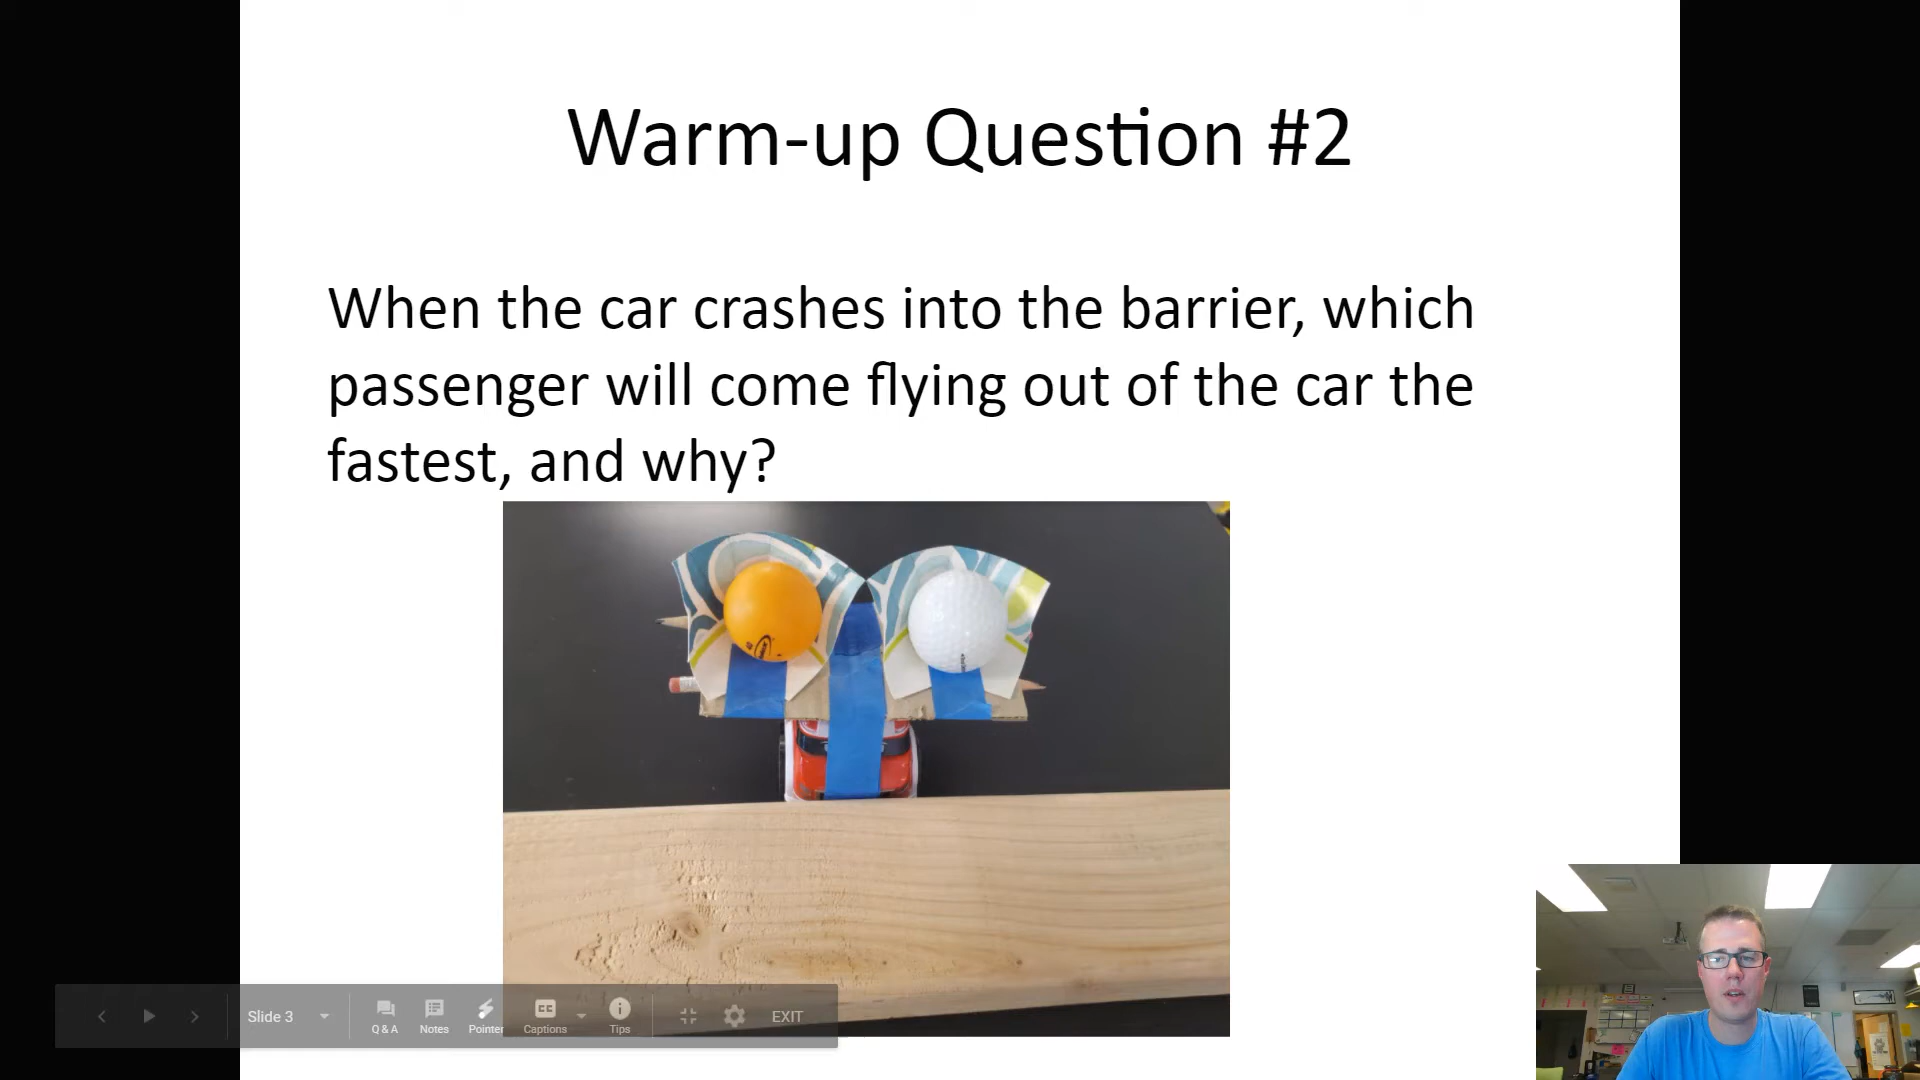 Warm-up Question #2
When the car crashes into the barrier, which
passenger will come flying out of the car the
fastest, and why?
Slide 3
Q & A
Notes
Pointer
CC
Captions
Tips
EXIT